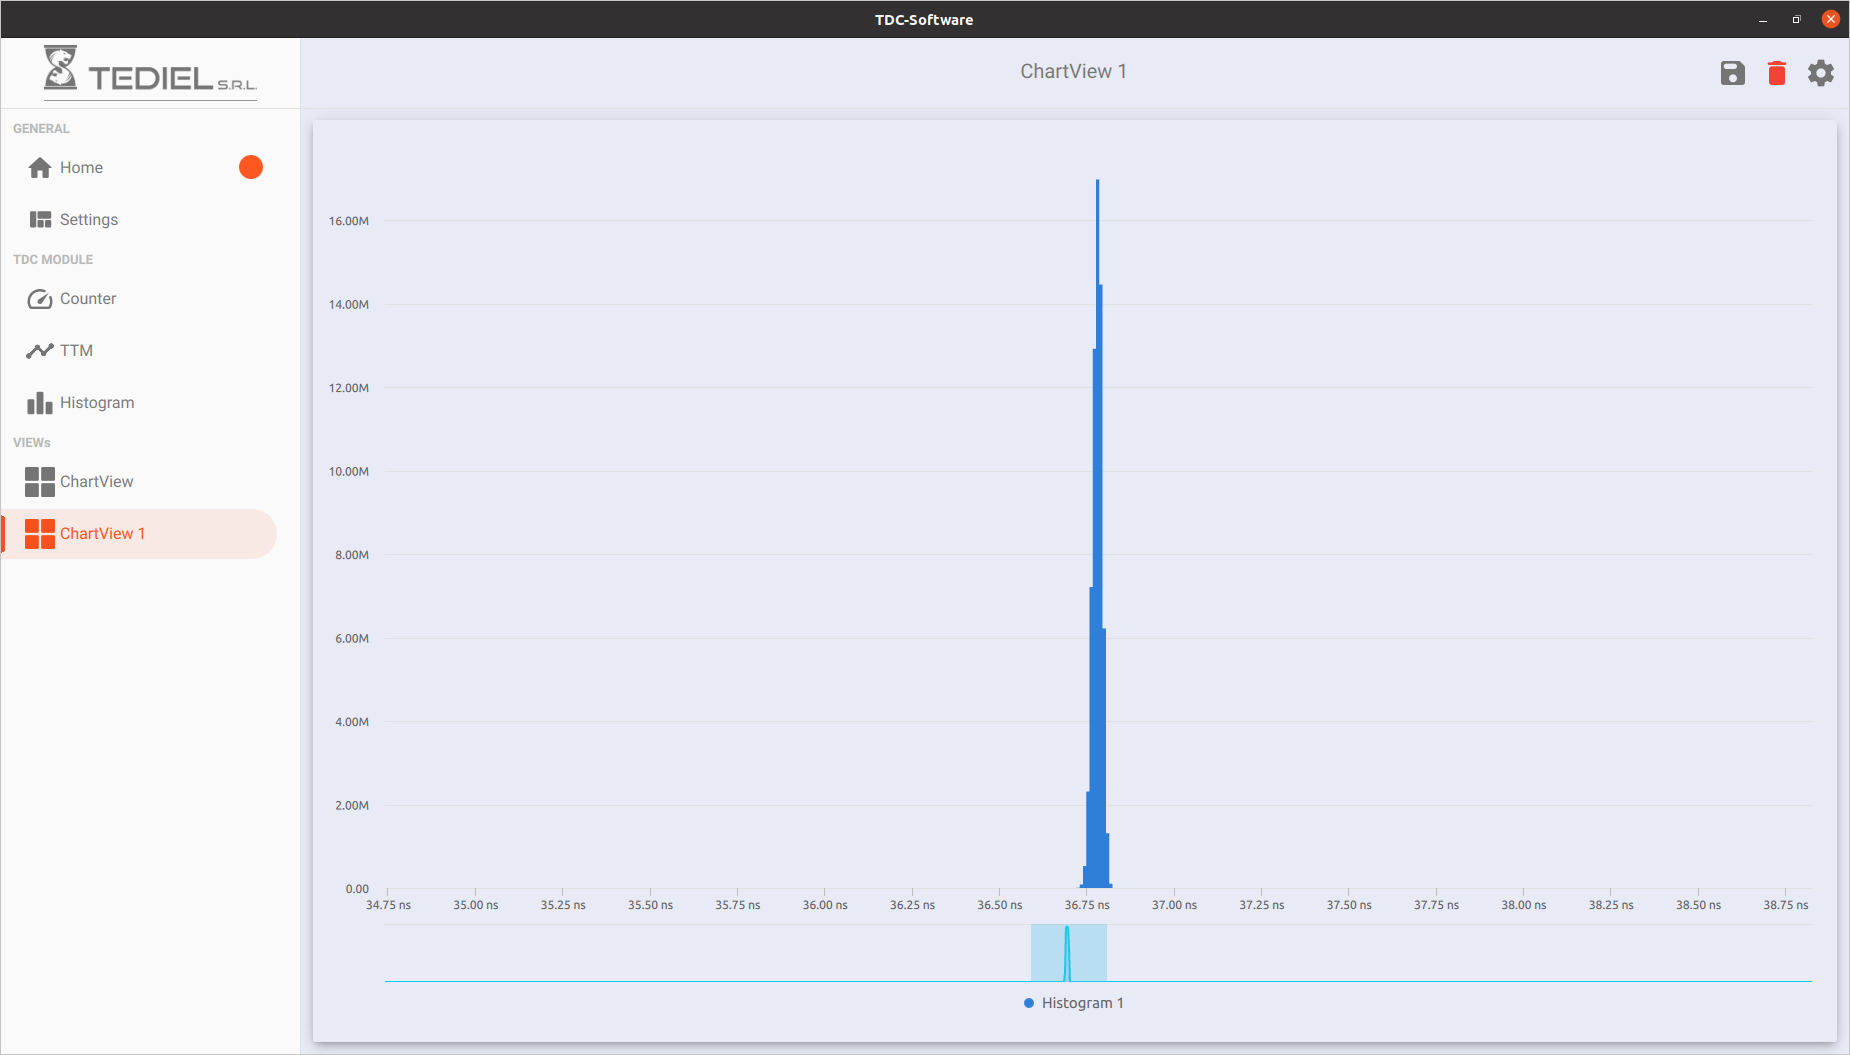 TDC-Software
TEDIEL S.R.L.
ChartView 1
GENERAL
Home
Settings
TDC MODULE
Counter
TTM
Histogram
VIEWs
ChartView
ChartView 1
16.00M
14.00M
12.00M
10.00M
8.00M
6.00M
4.00M
2.00M
0.00
34.75 ns 35.00 ns 35.25 ns 35.50 ns 35.75 ns 36.00 ns 36.25 ns 36.50 ns 36.75 ns 37.00 ns 37.25 ns 37.50 ns 37.75 ns 38.00 ns 38.25 ns 38.50 ns 38.75 ns
Histogram 1